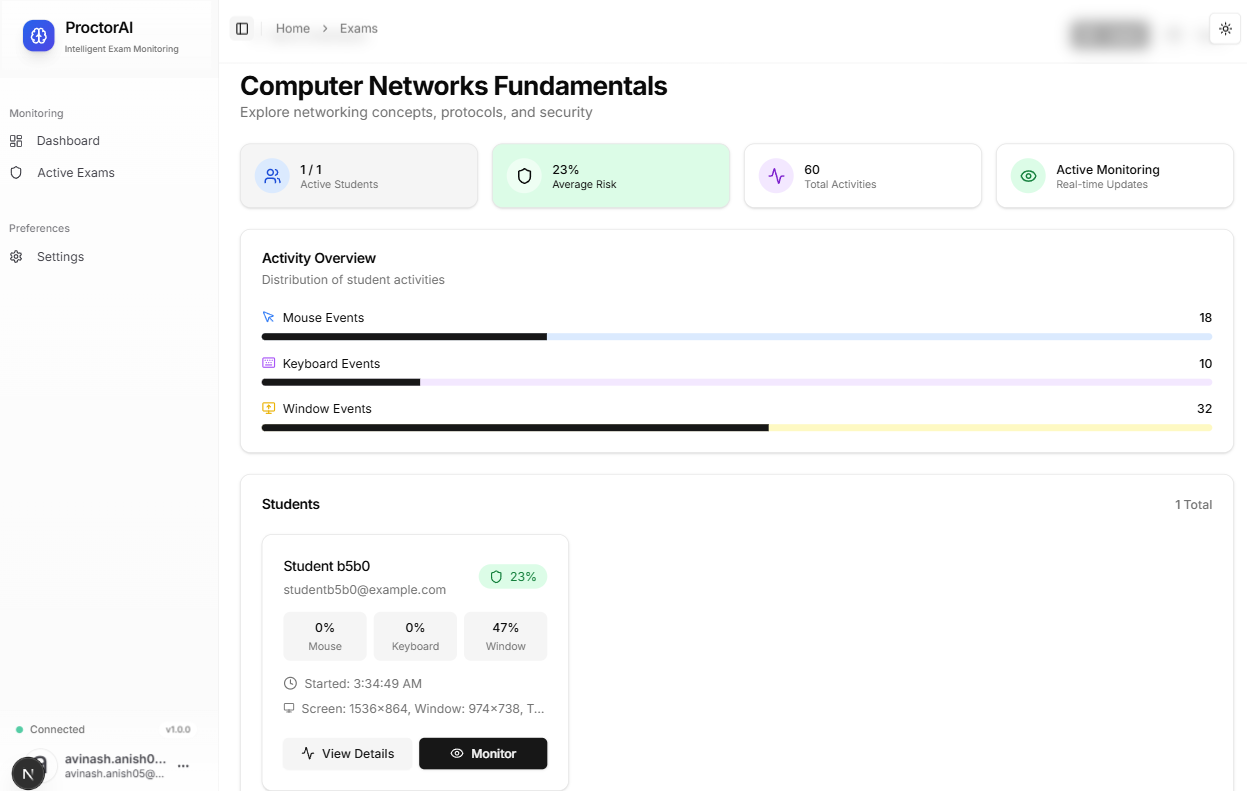 ProctorAI
Intelligent Exam Monitoring
Home > Exams
Monitoring
Dashboard
Active Exams
Preferences
Settings
Connected
v1.0.0
N
avinash.anish0...
avinash.anish05@...
Computer Networks Fundamentals
Explore networking concepts, protocols, and security
1 / 1
Active Students
23%
Average Risk
60
Total Activities
Active Monitoring
Real-time Updates
Activity Overview
Distribution of student activities
Mouse Events 18
Keyboard Events 10
Window Events 32
Students 1 Total
Student b5b0
studentb5b0@example.com
23%
0% 0% 47%
Mouse Keyboard Window
Started: 3:34:49 AM
Screen: 1536×864, Window: 974×738, T...
View Details Monitor